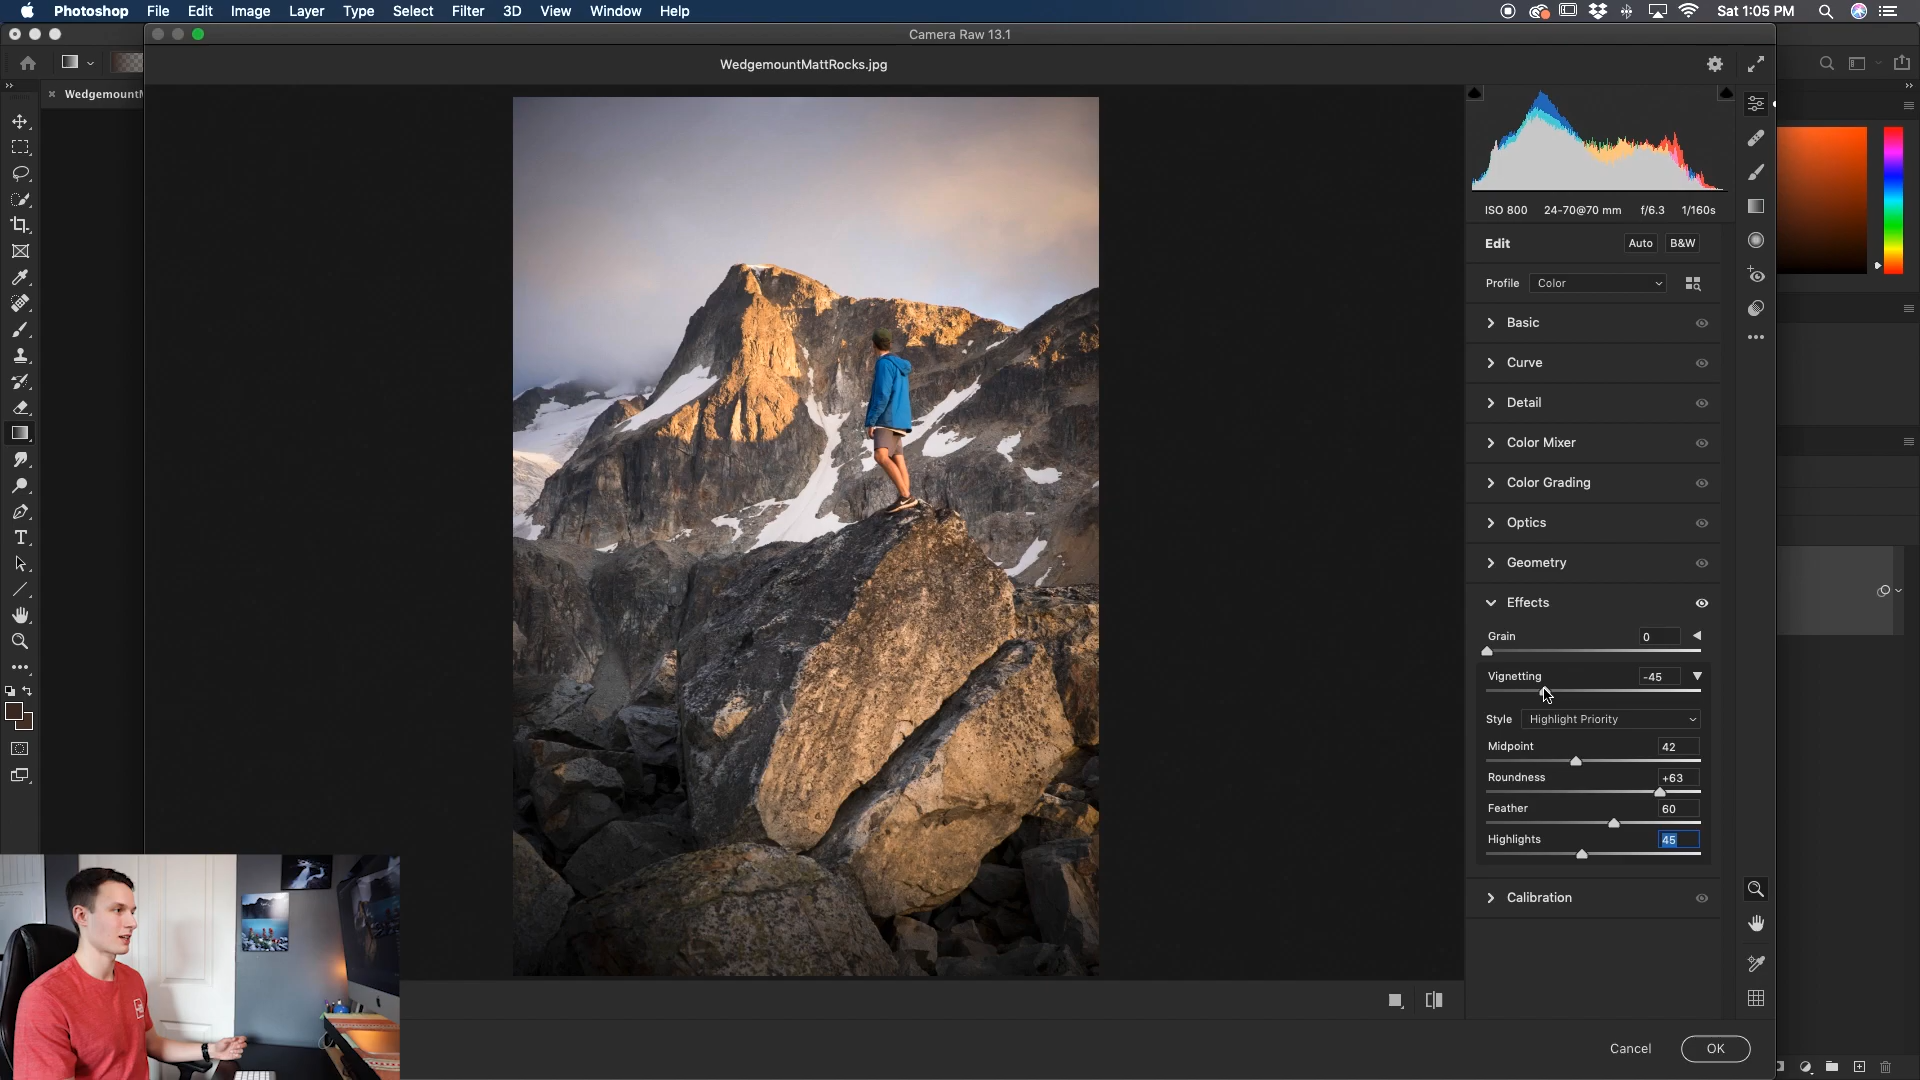 Photoshop File Edit Image Layer Type Select Filter 3D View Window Help Sat 1:05 PM
Camera Raw 13.1
WedgemountMattRocks.jpg
WedgemountM
ISO 800 24-70@70 mm f/6.3 1/160s
Edit Auto B&W
Profile Color
Basic
Curve
Detail
Color Mixer
Color Grading
Optics
Geometry
Effects
Grain 0
Vignetting -45
Style Highlight Priority
Midpoint 42
Roundness +63
Feather 60
Highlights 45
Calibration
Cancel OK